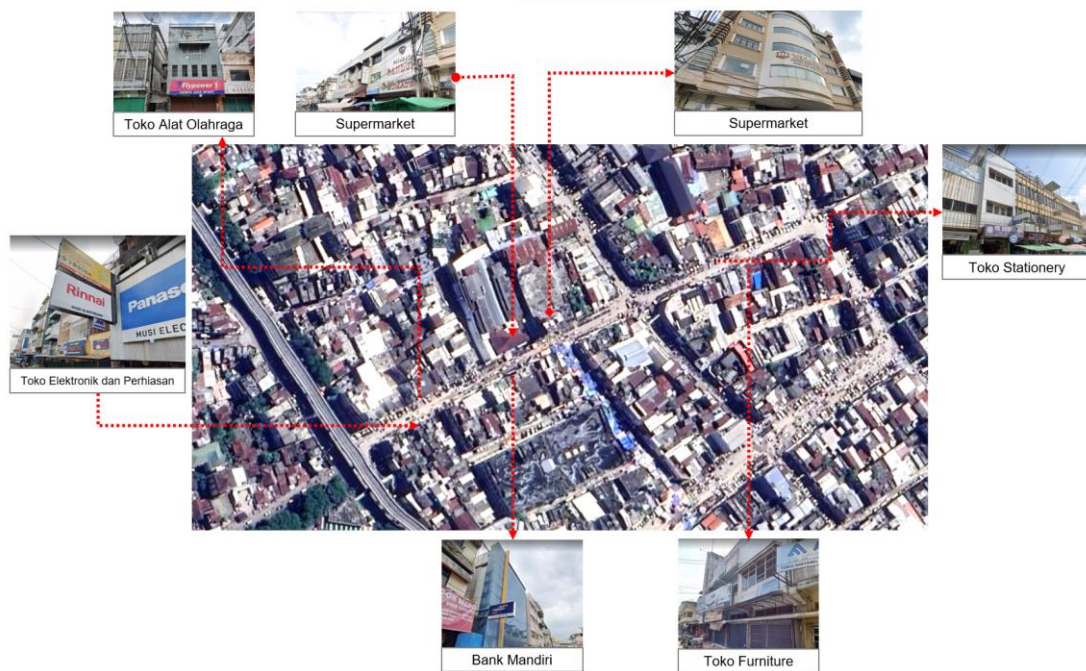 Flypower
Toko Alat Olahraga
Supermarket
Supermarket
Toko Stationery
Rinnai
Panaso
MUSI ELEC
Toko Elektronik dan Perhiasan
Bank Mandiri
Toko Furniture